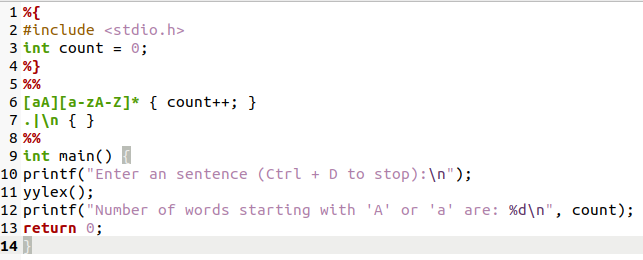 1 %{
2 #include <stdio.h>
3 int count = 0;
4 %}
5 %%
6 [aA][a-zA-Z]* { count++; }
7 .|\n { }
8 %%
9 int main() {
10 printf("Enter an sentence (Ctrl + D to stop):\n");
11 yylex();
12 printf("Number of words starting with 'A' or 'a' are: %d\n", count);
13 return 0;
14 }